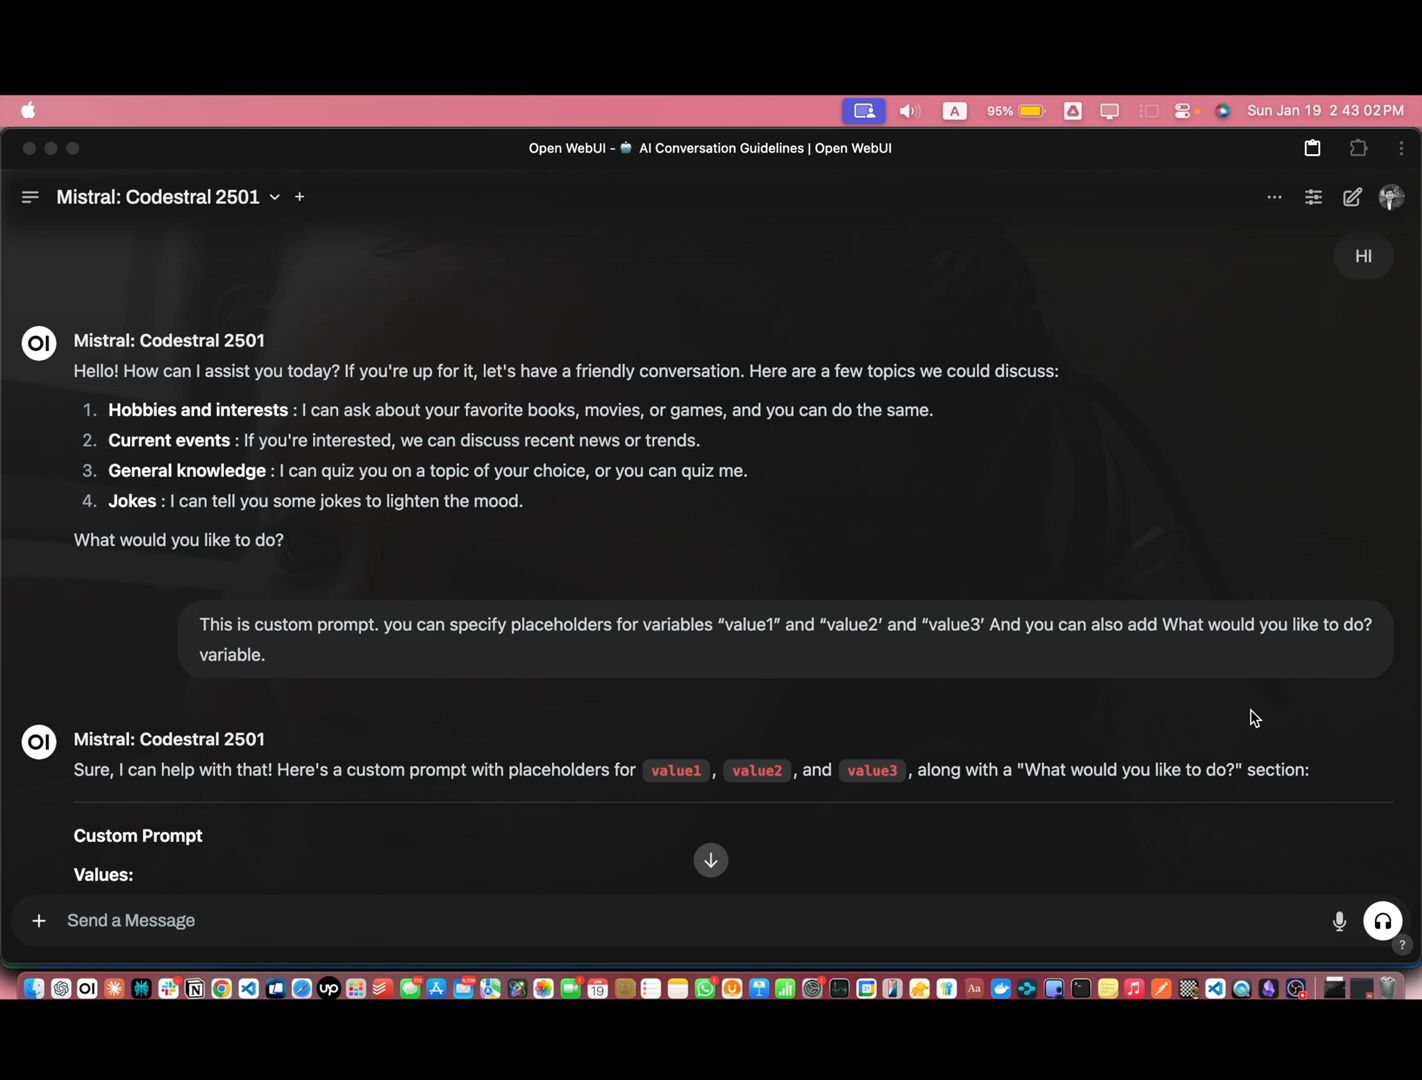 A
95%
Sun Jan 19 2 43 02 PM
Open WebUI - AI Conversation Guidelines | Open WebUI
Mistral: Codestral 2501
HI
OI
Mistral: Codestral 2501
Hello! How can I assist you today? If you're up for it, let's have a friendly conversation. Here are a few topics we could discuss:
1. Hobbies and interests : I can ask about your favorite books, movies, or games, and you can do the same.
2. Current events : If you're interested, we can discuss recent news or trends.
3. General knowledge : I can quiz you on a topic of your choice, or you can quiz me.
4. Jokes : I can tell you some jokes to lighten the mood.
What would you like to do?
This is custom prompt. you can specify placeholders for variables “value1” and “value2’ and “value3’ And you can also add What would you like to do?
variable.
OI
Mistral: Codestral 2501
Sure, I can help with that! Here's a custom prompt with placeholders for value1 , value2 , and value3 , along with a "What would you like to do?" section:
Custom Prompt
Values:
Send a Message
?
OI up 19 Aa